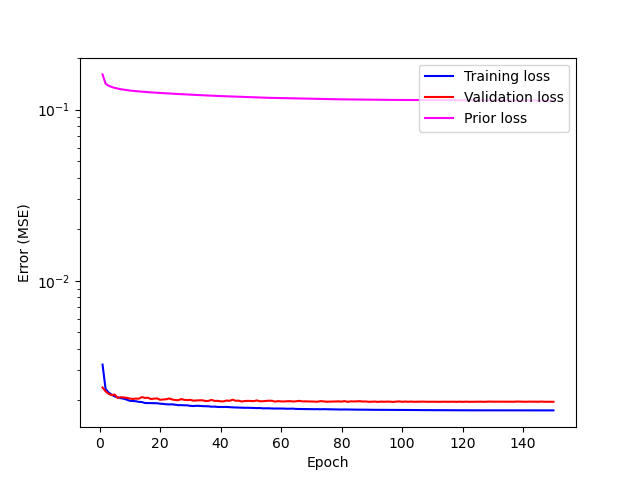 Training loss
Validation loss
Prior loss
10⁻¹
10⁻²
Error (MSE)
0 20 40 60 80 100 120 140
Epoch